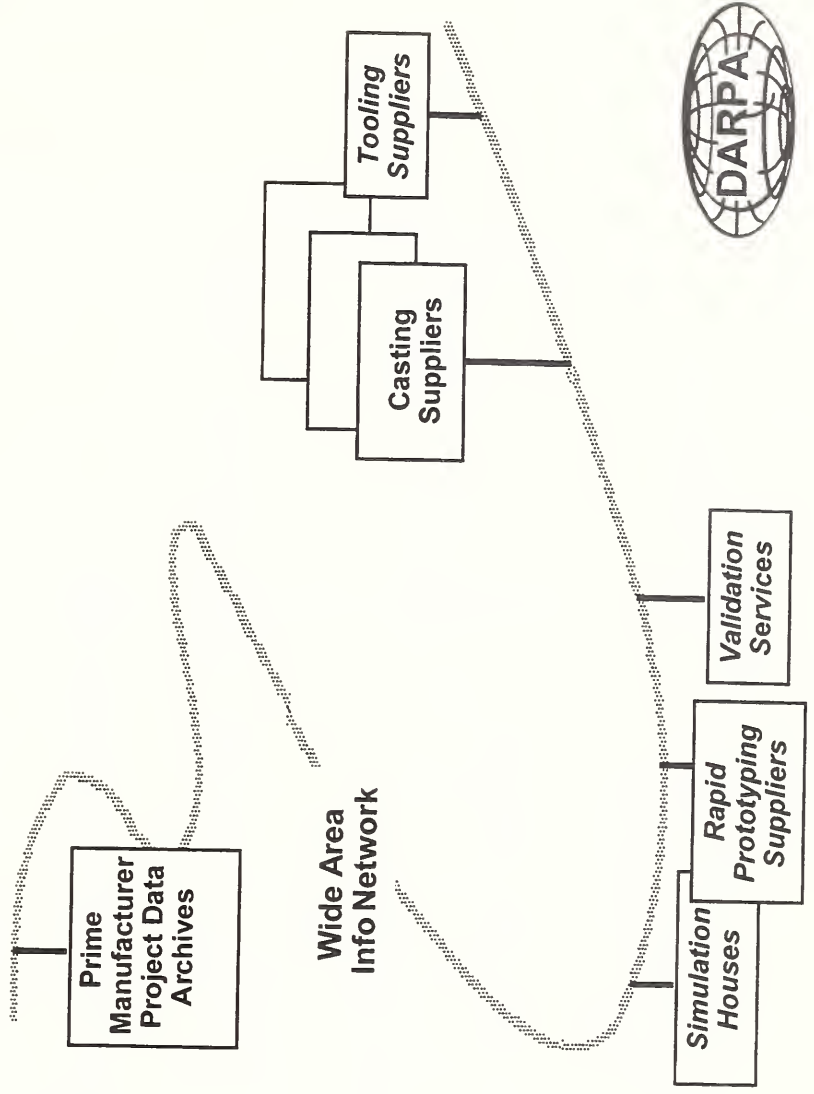 Prime
Manufacturer
Project Data
Archives
Wide Area
Info Network
Casting
Suppliers
Tooling
Suppliers
Simulation
Houses
Rapid
Prototyping
Suppliers
Validation
Services
DARPA